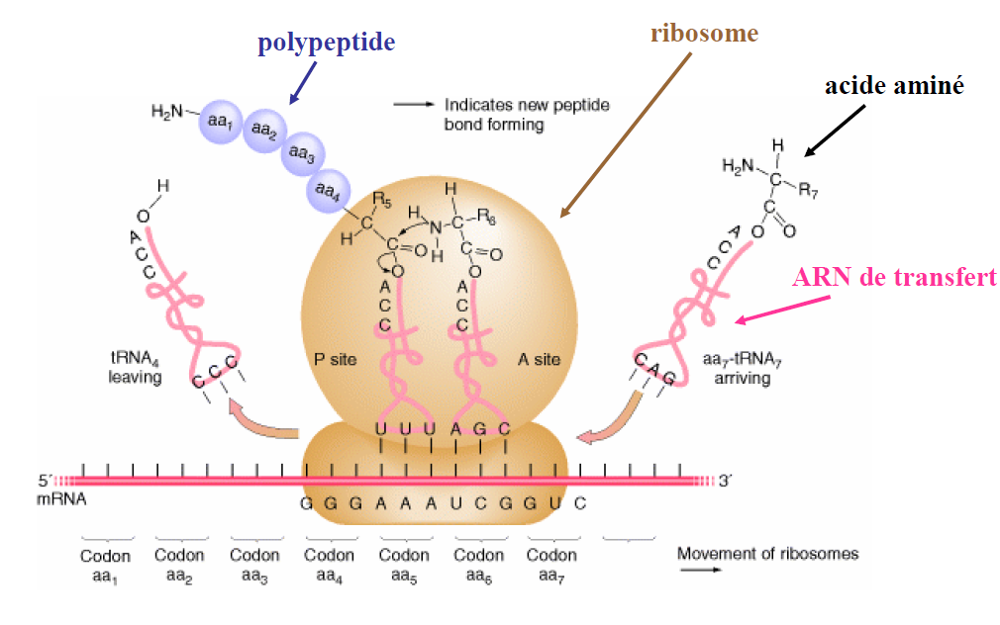 polypeptide
ribosome
acide aminé
Indicates new peptide
bond forming
H₂N
aa₁
aa₂
aa₃
aa₄
H
O
A
C
C
R₅
H
C
C
O
O
A
C
C
H
H
N
H
C
R₆
C
O
O
A
C
C
H
H₂N
C
R₇
C
O
O
A
C
C
ARN de transfert
P site
A site
tRNA₄
leaving
C C C
aa₇-tRNA₇
arriving
C A G
U U U A G C
5′
3′
mRNA
G G G A A A U C G G U C
Codon
aa₁
Codon
aa₂
Codon
aa₃
Codon
aa₄
Codon
aa₅
Codon
aa₆
Codon
aa₇
Movement of ribosomes